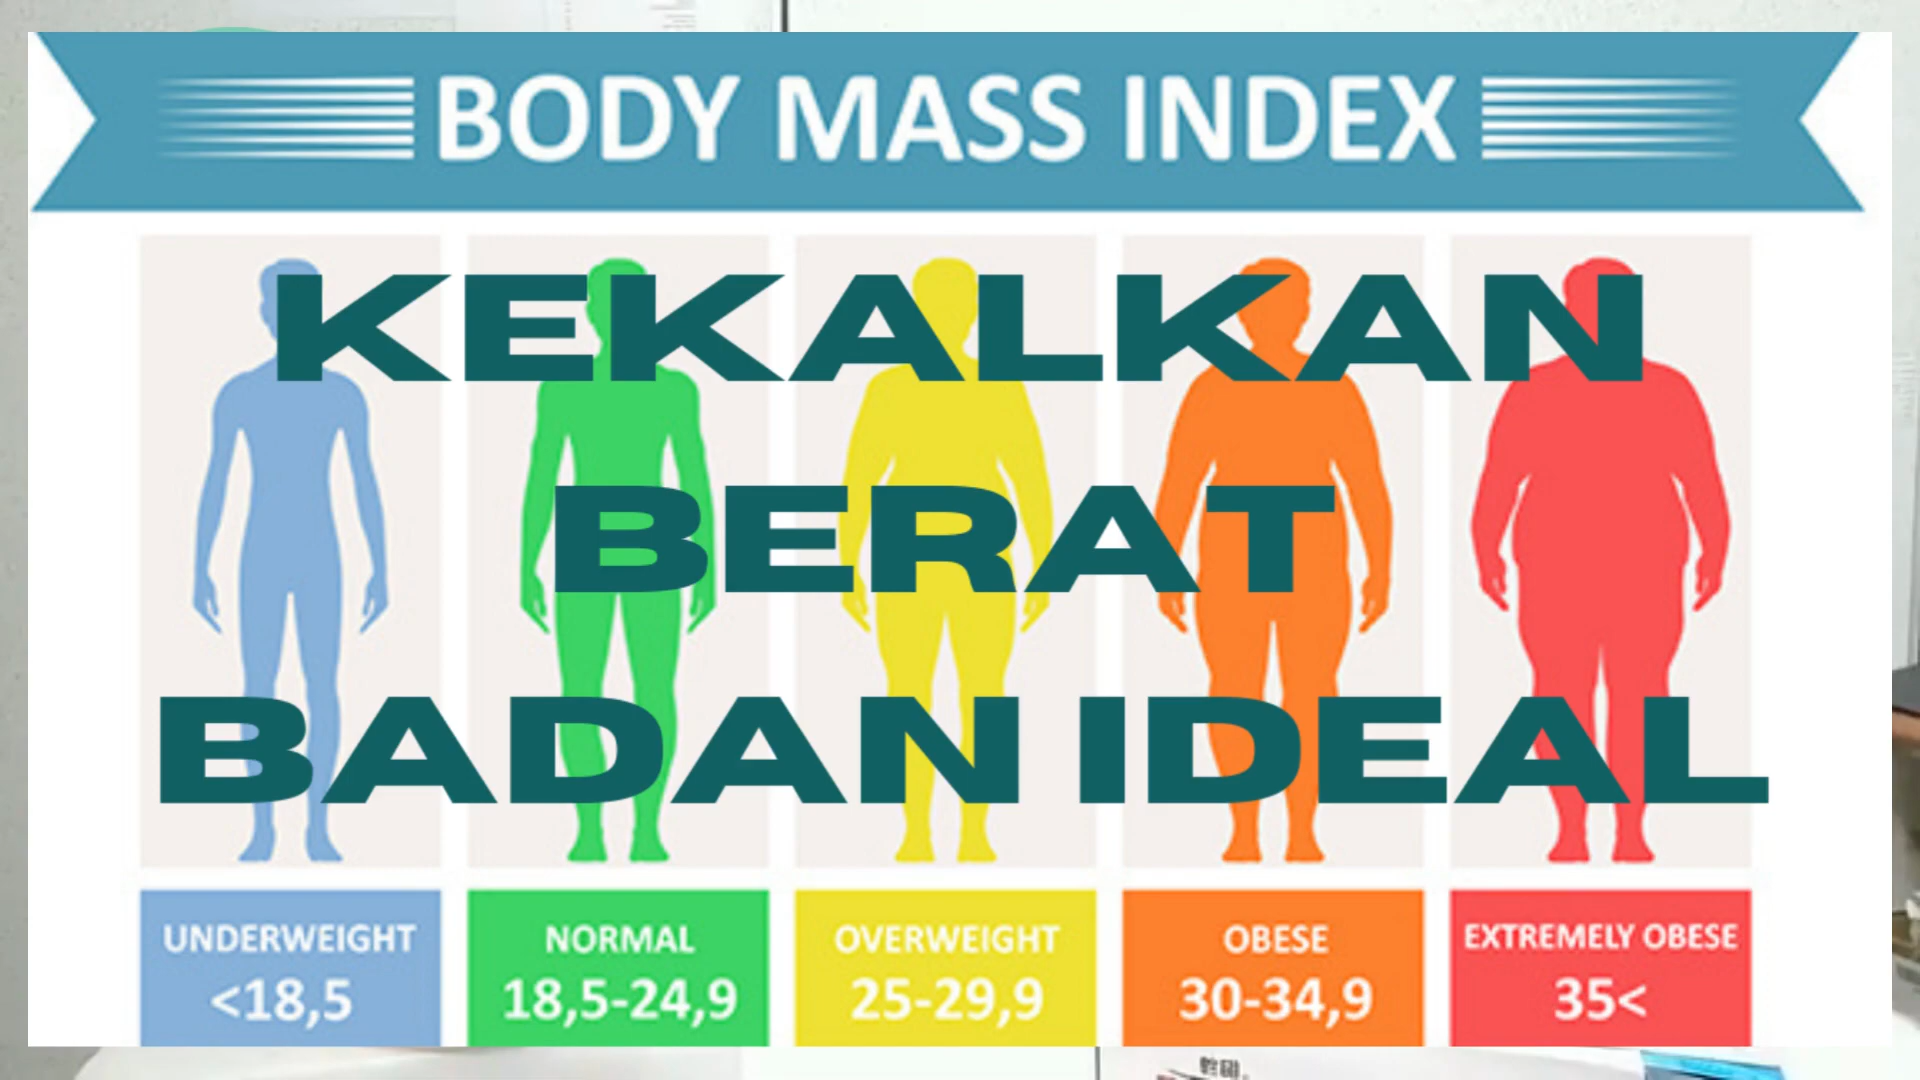 BODY MASS INDEX
KEKALKAN
BERAT
BADAN IDEAL
UNDERWEIGHT
<18,5
NORMAL
18,5-24,9
OVERWEIGHT
25-29,9
OBESE
30-34,9
EXTREMELY OBESE
35<